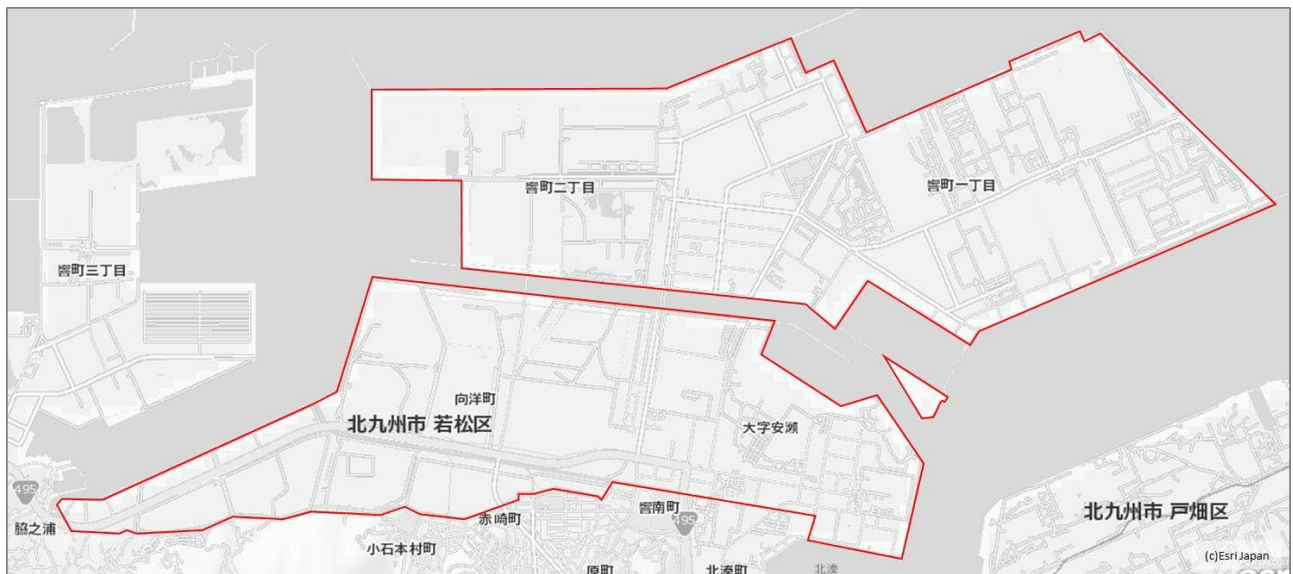 響町二丁目
響町一丁目
響町三丁目
向洋町
北九州市 若松区
大字安瀬
495
脇之浦
赤崎町
響南町
495
北九州市 戸畑区
小石本村町
原町
北湊町
北湊
(c)Esri Japan